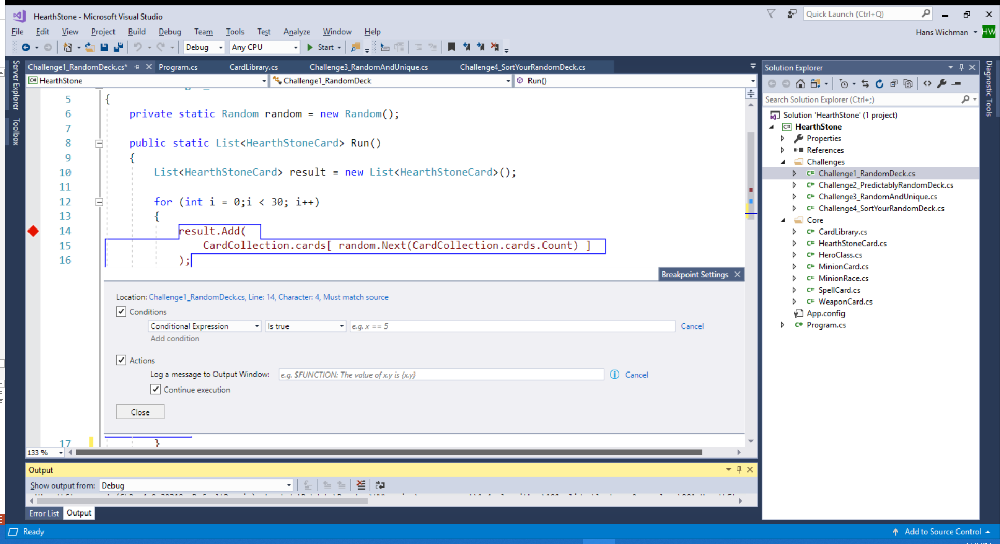 HearthStone - Microsoft Visual Studio
Quick Launch (Ctrl+Q)
File Edit View Project Build Debug Team Tools Test Analyze Window Help
Hans Wichman HW
Debug Any CPU Start
Server Explorer
Toolbox
Challenge1_RandomDeck.cs* Program.cs CardLibrary.cs Challenge3_RandomAndUnique.cs Challenge4_SortYourRandomDeck.cs
C# HearthStone Challenge1_RandomDeck Run()
5 {
6 private static Random random = new Random();
7
8 public static List<HearthStoneCard> Run()
9 {
10 List<HearthStoneCard> result = new List<HearthStoneCard>();
11
12 for (int i = 0;i < 30; i++)
13 {
14 result.Add(
15 CardCollection.cards[ random.Next(CardCollection.cards.Count) ]
16 );
Breakpoint Settings
Location: Challenge1_RandomDeck.cs, Line: 14, Character: 4, Must match source
Conditions
Conditional Expression Is true e.g. x == 5 Cancel
Add condition
Actions
Log a message to Output Window: e.g. $FUNCTION: The value of x.y is {x.y} Cancel
Continue execution
Close
17 }
133 %
Output
Show output from: Debug
Error List Output
Solution Explorer
Search Solution Explorer (Ctrl+;)
Solution 'HearthStone' (1 project)
C# HearthStone
Properties
References
Challenges
C# Challenge1_RandomDeck.cs
C# Challenge2_PredictablyRandomDeck.cs
C# Challenge3_RandomAndUnique.cs
C# Challenge4_SortYourRandomDeck.cs
Core
C# CardLibrary.cs
C# HearthStoneCard.cs
C# HeroClass.cs
C# MinionCard.cs
C# MinionRace.cs
C# SpellCard.cs
C# WeaponCard.cs
App.config
C# Program.cs
Diagnostic Tools
Ready
Add to Source Control